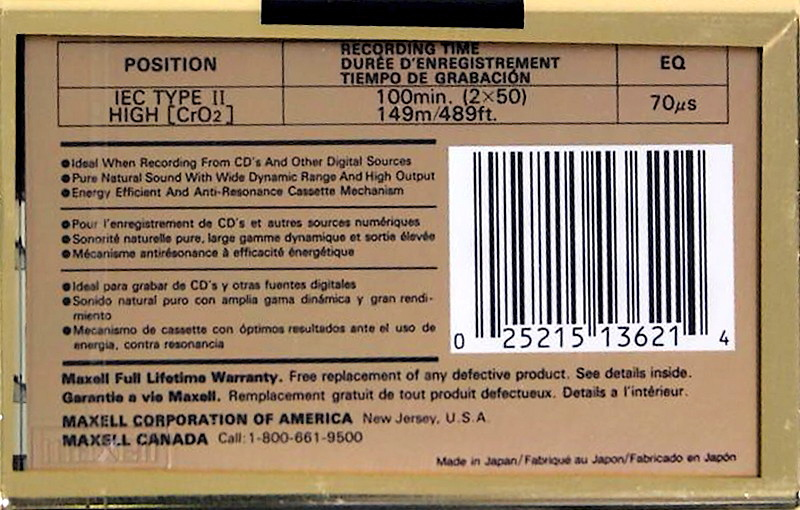 POSITION
RECORDING TIME
DURÉE D'ENREGISTREMENT
TIEMPO DE GRABACIÓN
EQ
IEC TYPE II
HIGH [CrO2]
100min. (2×50)
149m/489ft.
70μs
●Ideal When Recording From CD's And Other Digital Sources
●Pure Natural Sound With Wide Dynamic Range And High Output
●Energy Efficient And Anti-Resonance Cassette Mechanism
●Pour l'enregistrement de CD's et autres sources numériques
●Sonorité naturelle pure, large gamme dynamique et sortie élevée
●Mécanisme antirésonance à efficacité énergétique
●Ideal para grabar de CD's y otras fuentes digitales
●Sonido natural puro con amplia gama dinámica y gran rendi-
miento
●Mecanismo de cassette con óptimos resultados ante el uso de
energía, contra resonancia
0 25215 13621 4
Maxell Full Lifetime Warranty. Free replacement of any defective product. See details inside.
Garantie a vie Maxell. Remplacement gratuit de tout produit defectueux. Details a l'intérieur.
MAXELL CORPORATION OF AMERICA New Jersey, U.S.A.
MAXELL CANADA Call:1-800-661-9500
maxell
Made in Japan/Fabriqué au Japon/Fabricado en Japón